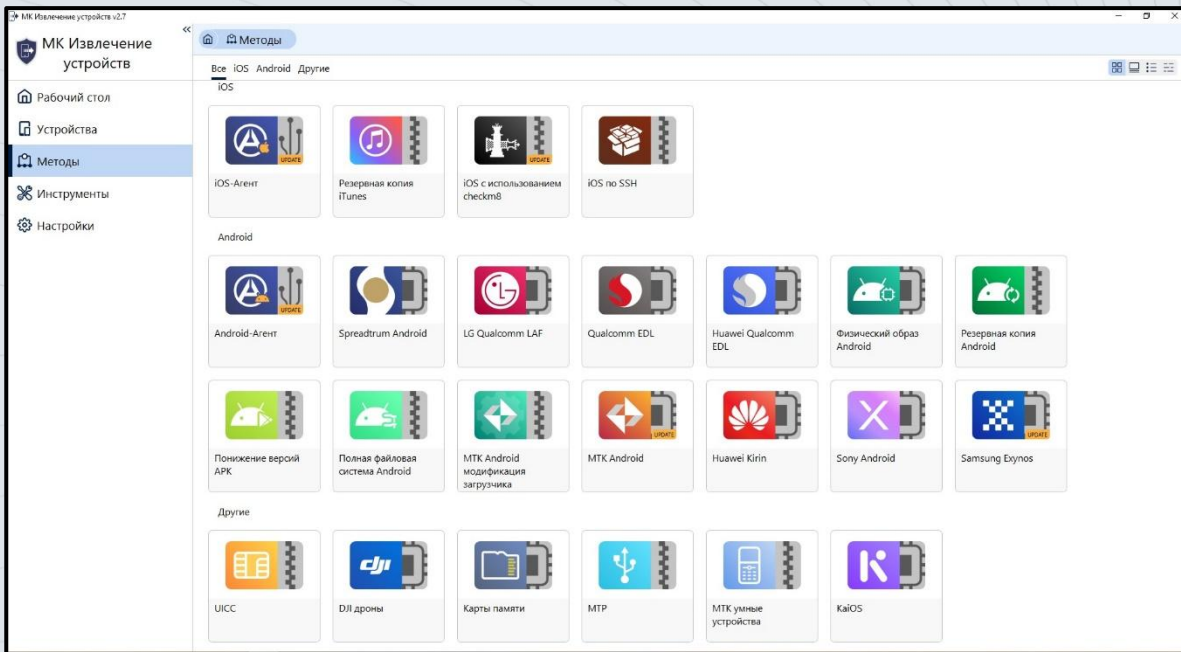 МК Извлечение устройств v2.7
МК Извлечение
устройств
Рабочий стол
Устройства
Методы
Инструменты
Настройки
Методы
Все iOS Android Другие
iOS
UPDATE
UPDATE
iOS-Агент
Резервная копия
iTunes
iOS с использованием
checkm8
iOS по SSH
Android
UPDATE
Android-Агент
Spreadtrum Android
LG Qualcomm LAF
Qualcomm EDL
Huawei Qualcomm
EDL
Физический образ
Android
Резервная копия
Android
UPDATE
UPDATE
Понижение версий
APK
Полная файловая
система Android
MTK Android
модификация
загрузчика
MTK Android
Huawei Kirin
Sony Android
Samsung Exynos
Другие
dji
UICC
DJI дроны
Карты памяти
MTP
MTK умные
устройства
KaiOS